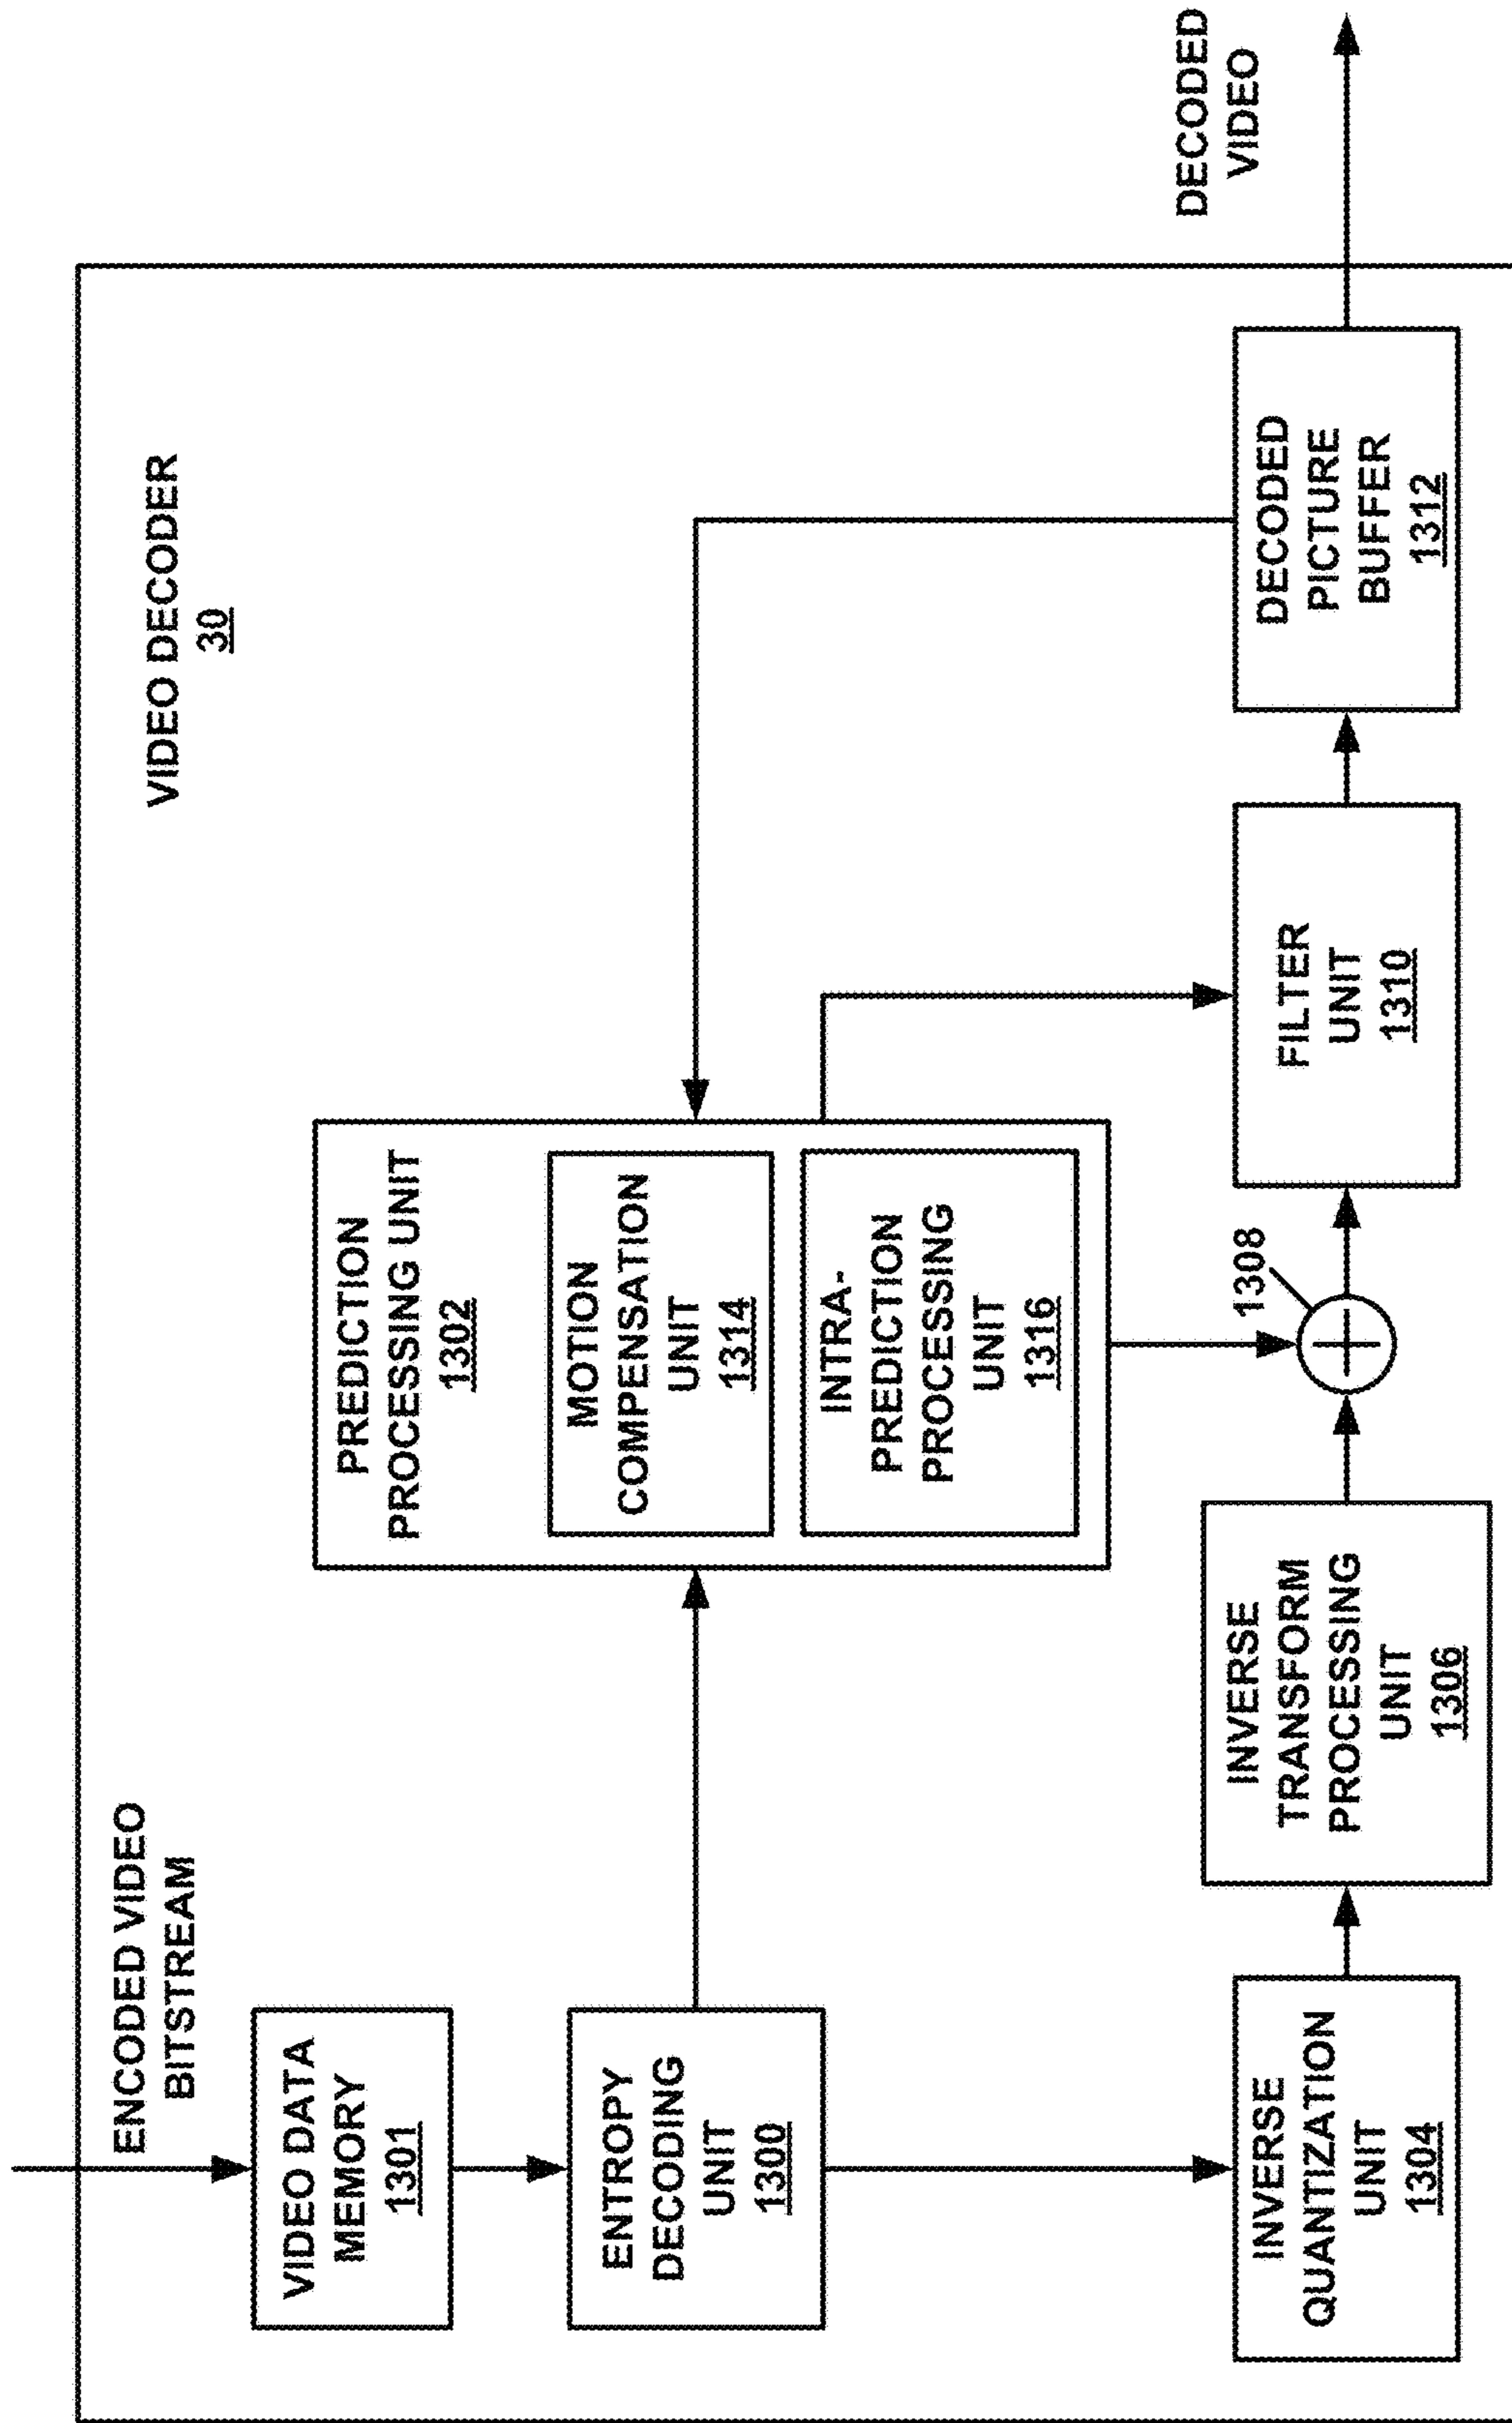 ENCODED VIDEO
BITSTREAM
VIDEO DECODER
30
VIDEO DATA
MEMORY
1301
ENTROPY
DECODING
UNIT
1300
PREDICTION
PROCESSING UNIT
1302
MOTION
COMPENSATION
UNIT
1314
INTRA-
PREDICTION
PROCESSING
UNIT
1316
INVERSE
QUANTIZATION
UNIT
1304
INVERSE
TRANSFORM
PROCESSING
UNIT
1306
1308
FILTER
UNIT
1310
DECODED
PICTURE
BUFFER
1312
DECODED
VIDEO